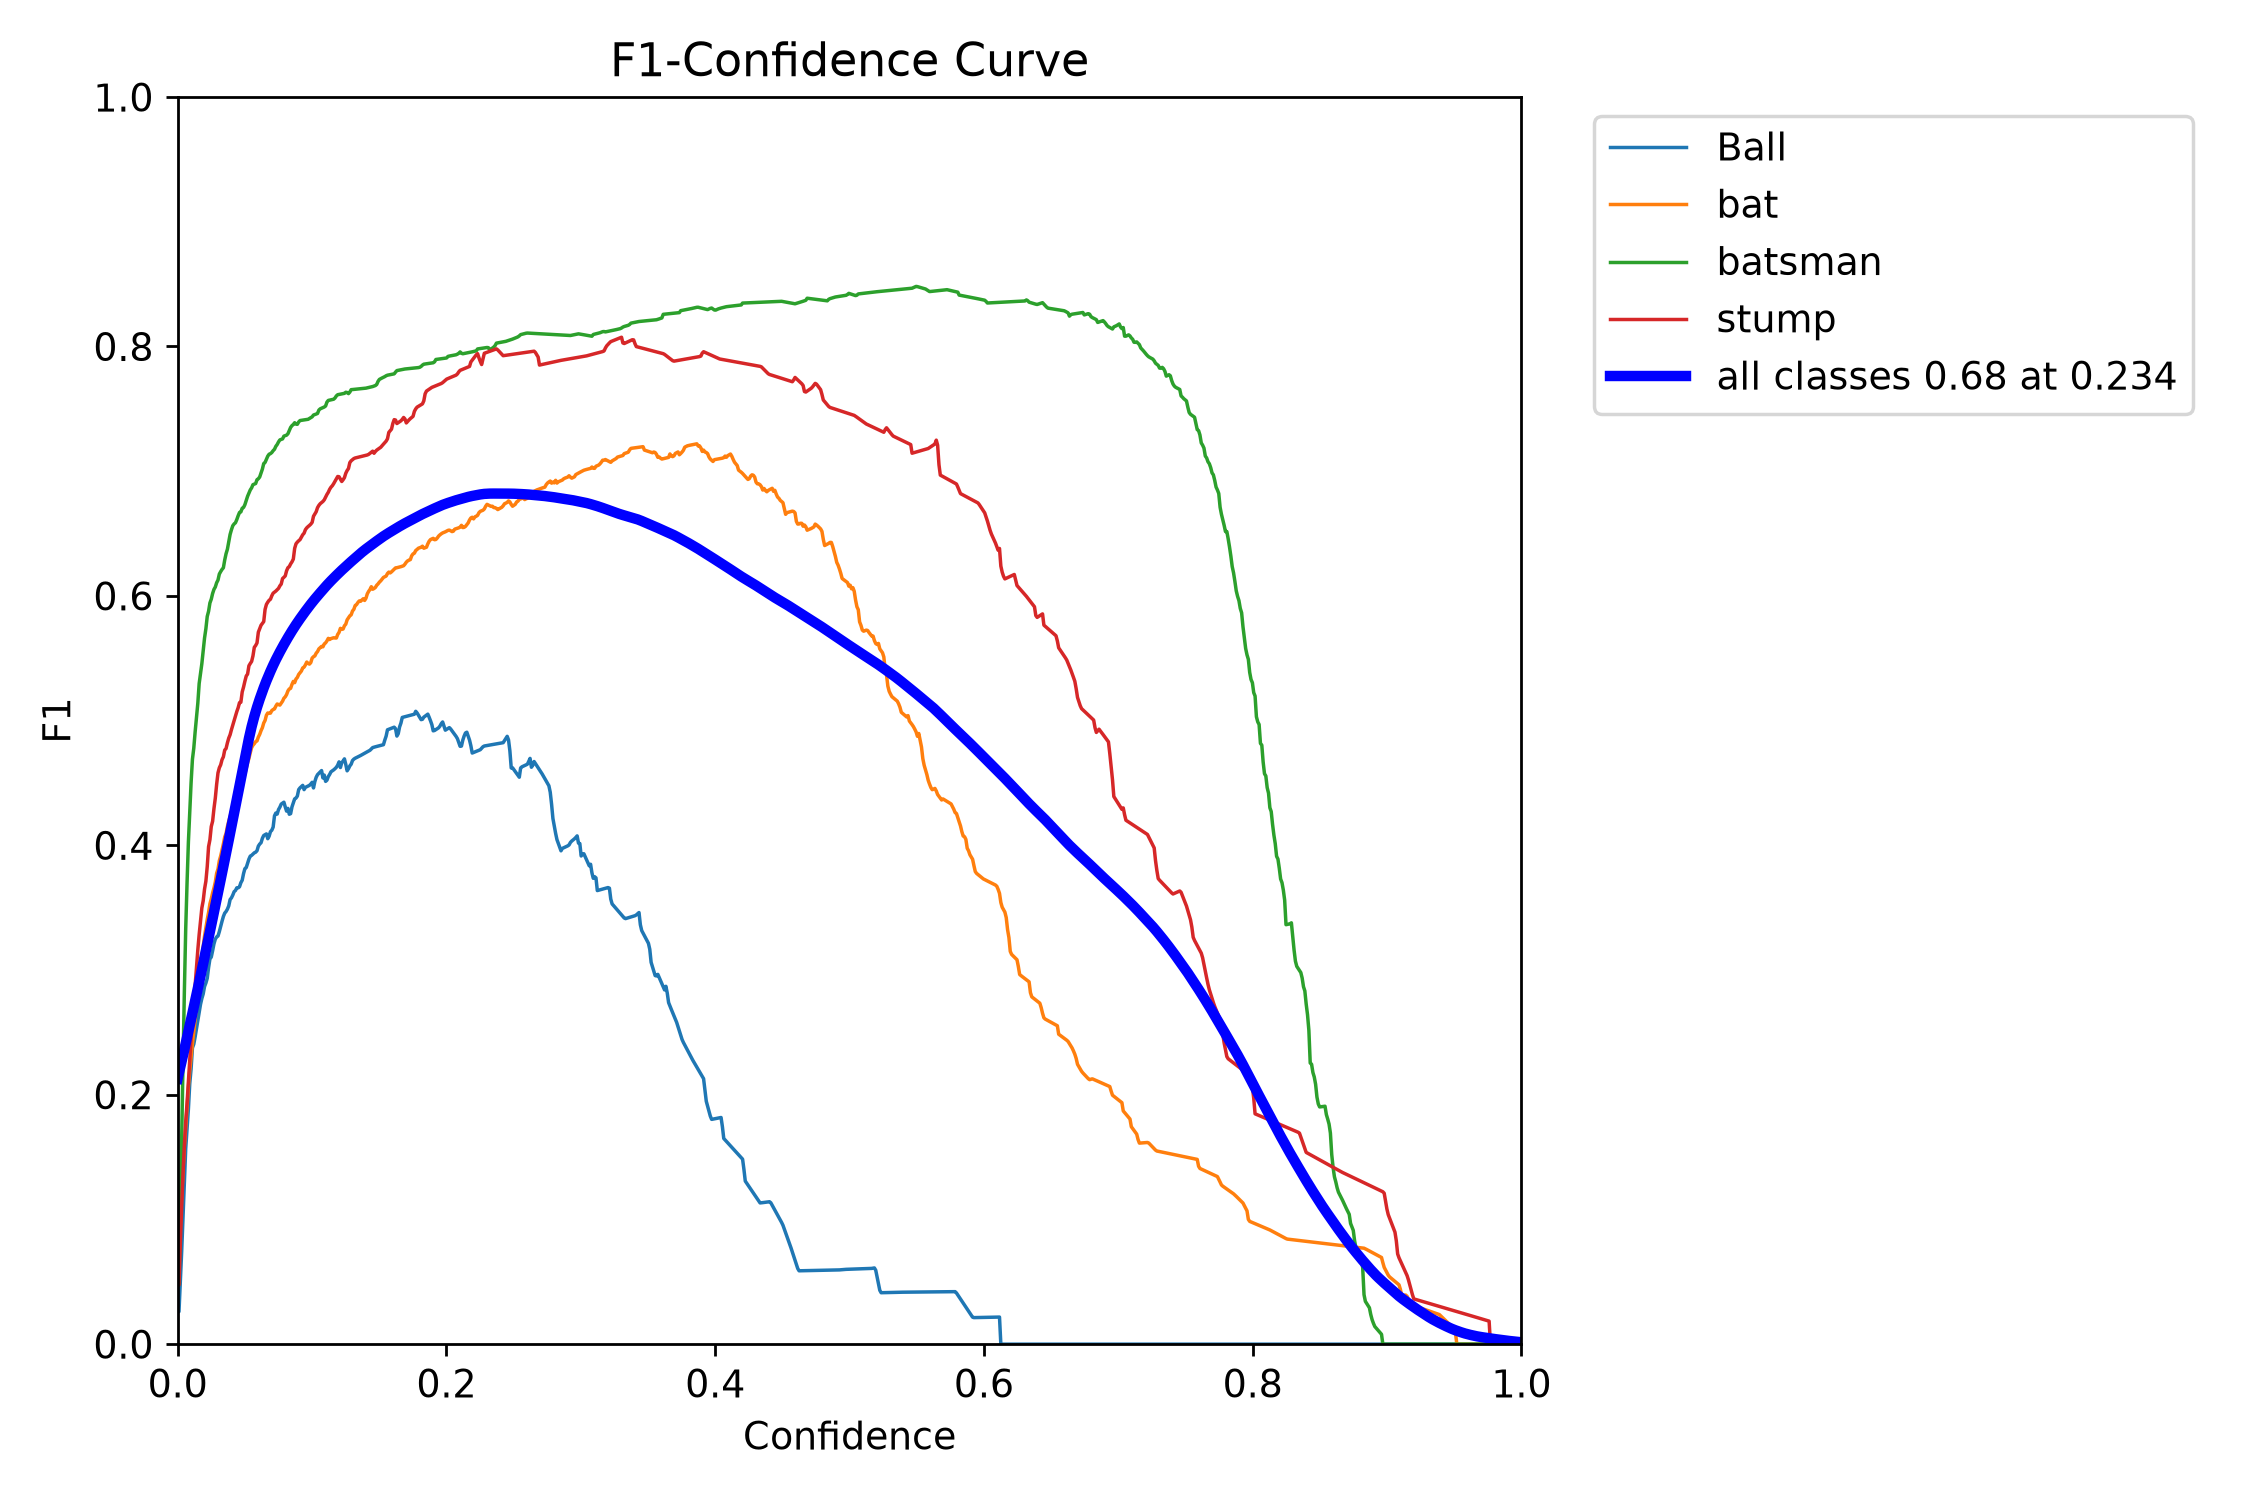 F1-Confidence Curve
1.0
0.8
0.6
0.4
0.2
0.0
F1
0.0 0.2 0.4 0.6 0.8 1.0
Confidence
Ball
bat
batsman
stump
all classes 0.68 at 0.234